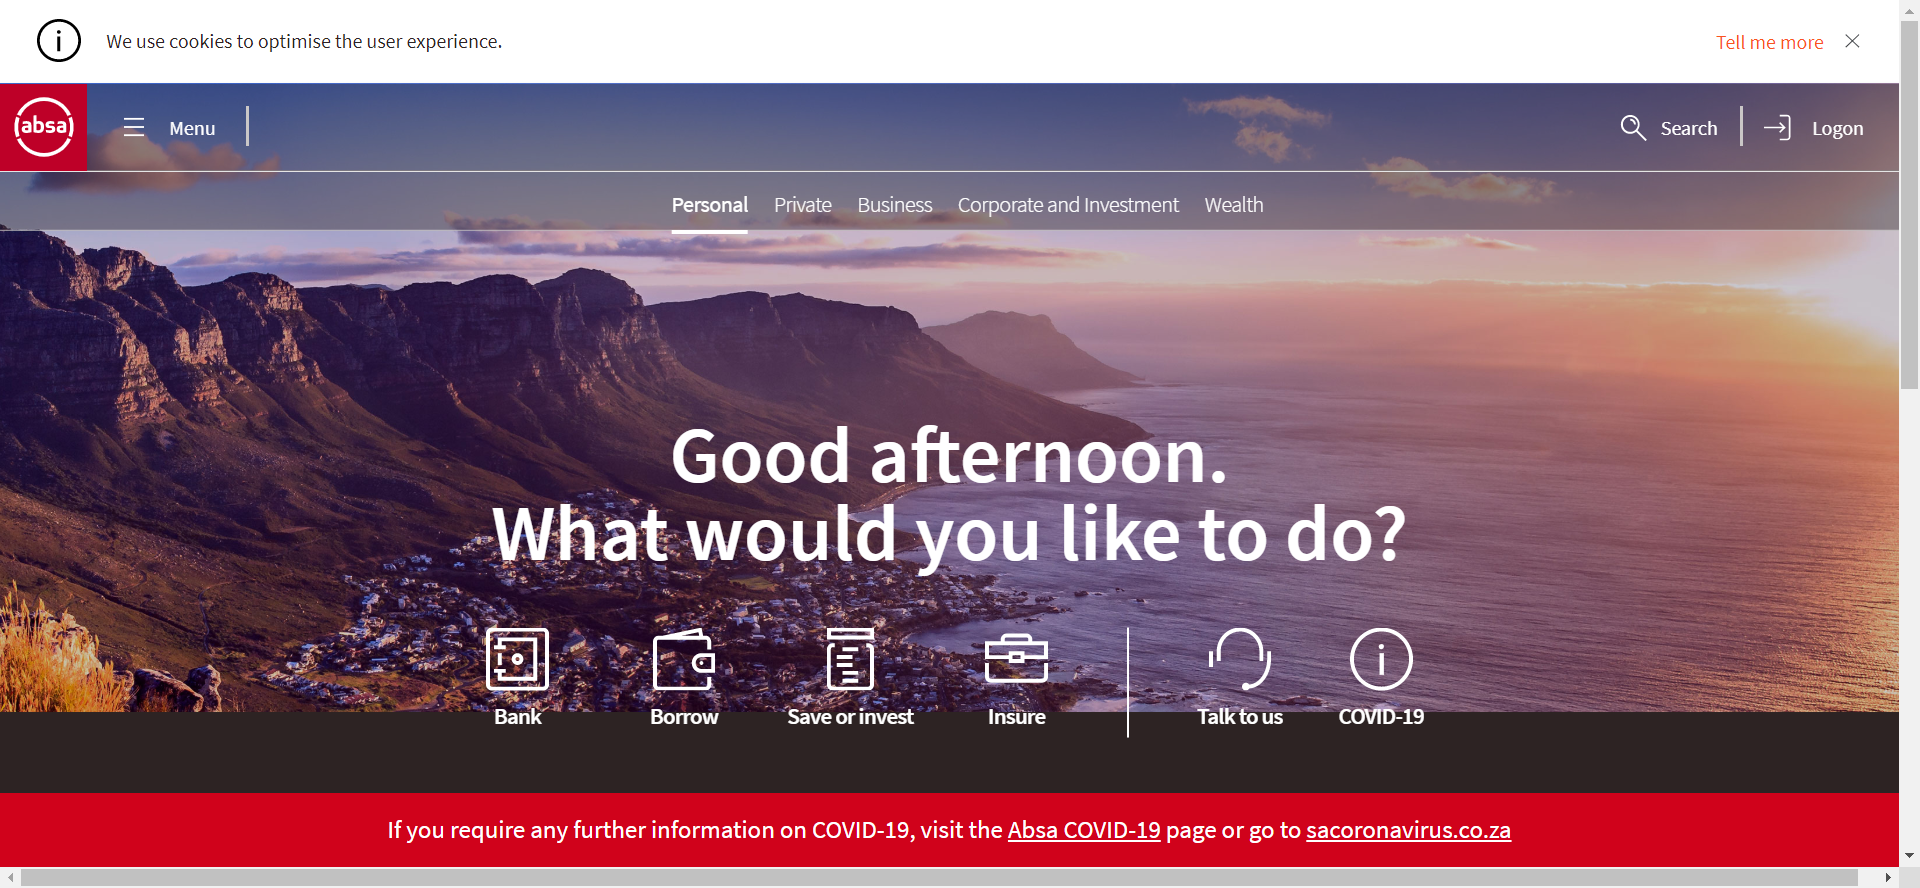 We use cookies to optimise the user experience.
Tell me more
absa
Menu
Search
Logon
Personal Private Business Corporate and Investment Wealth
Good afternoon.
What would you like to do?
Bank Borrow Save or invest Insure Talk to us COVID-19
If you require any further information on COVID-19, visit the Absa COVID-19 page or go to sacoronavirus.co.za